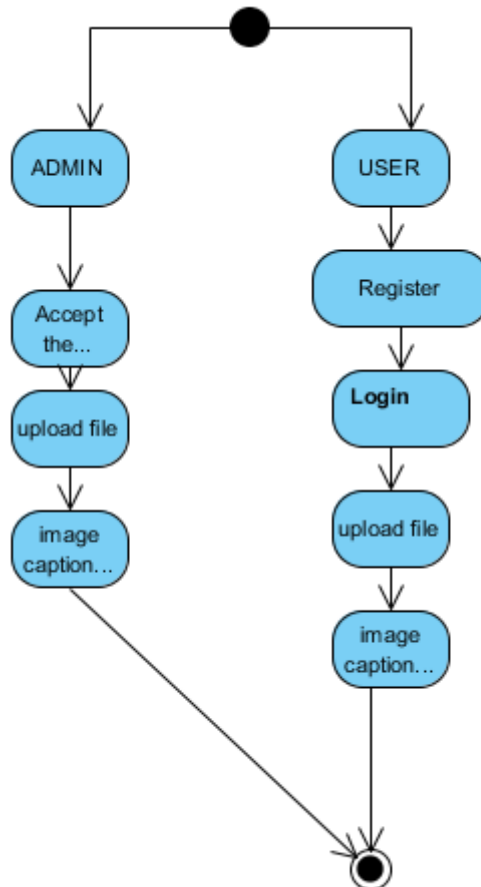 ADMIN
USER
Register
Accept
the...
Login
upload file
upload file
image
caption...
image
caption...